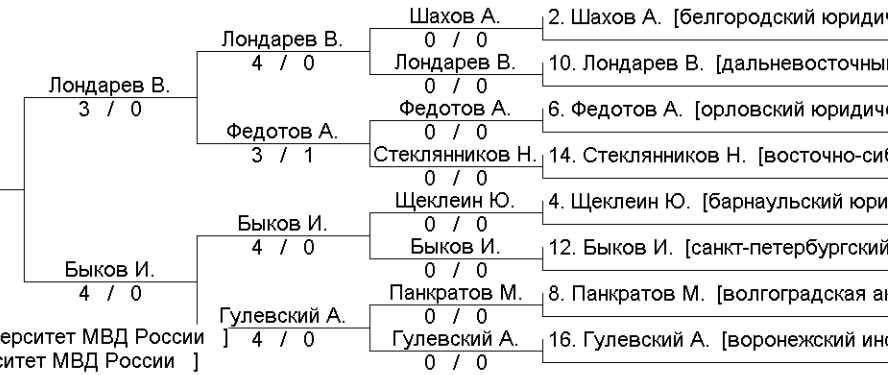 Шахов А.
2. Шахов А. [белгородский юридич
Лондарев В.
0 / 0
4 / 0
Лондарев В.
10. Лондарев В. [дальневосточны
Лондарев В.
0 / 0
3 / 0
Федотов А.
6. Федотов А. [орловский юридиче
Федотов А.
0 / 0
3 / 1
Стеклянников Н.
14. Стеклянников Н. [восточно-сиб
0 / 0
Щеклеин Ю.
4. Щеклеин Ю. [барнаульский юри
Быков И.
0 / 0
4 / 0
Быков И.
12. Быков И. [санкт-петербургский
Быков И.
0 / 0
4 / 0
Панкратов М.
8. Панкратов М. [волгоградская а
Гулевский А.
0 / 0
ерситет МВД России ]
4 / 0
Гулевский А.
16. Гулевский А. [воронежский инс
ситет МВД России ]
0 / 0